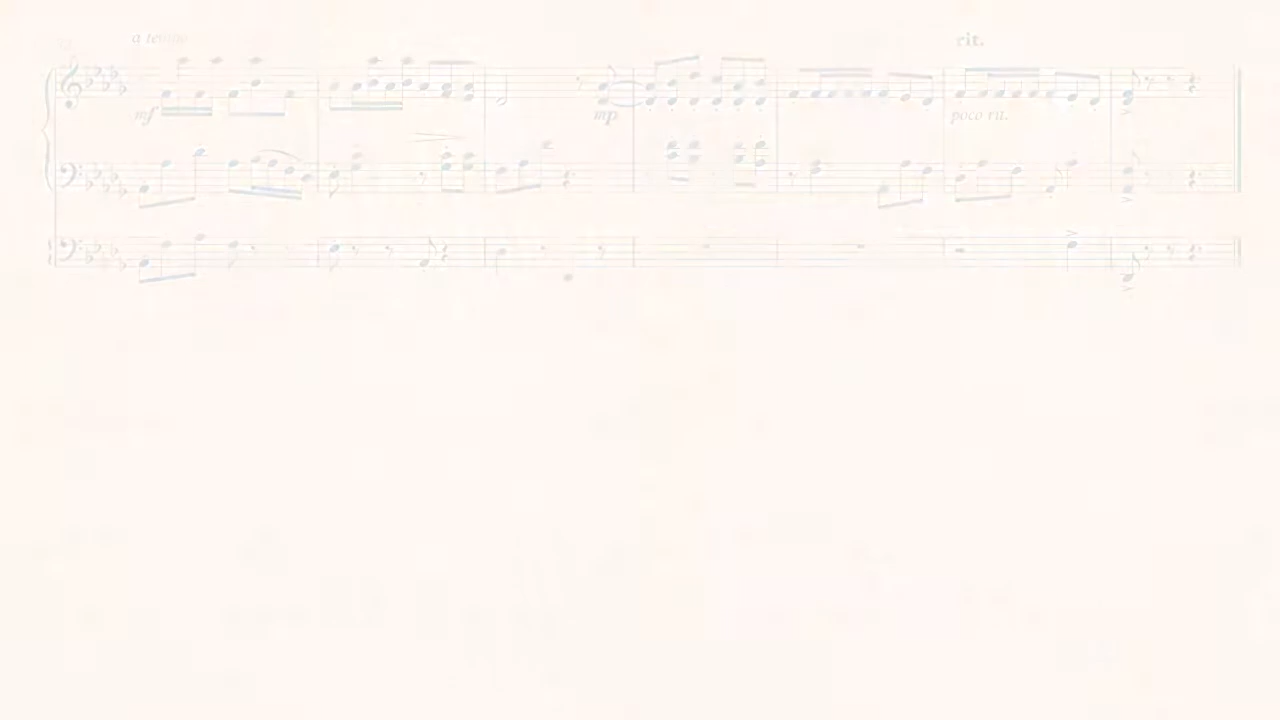 a tempo
rit.
mf
mp
poco rit.